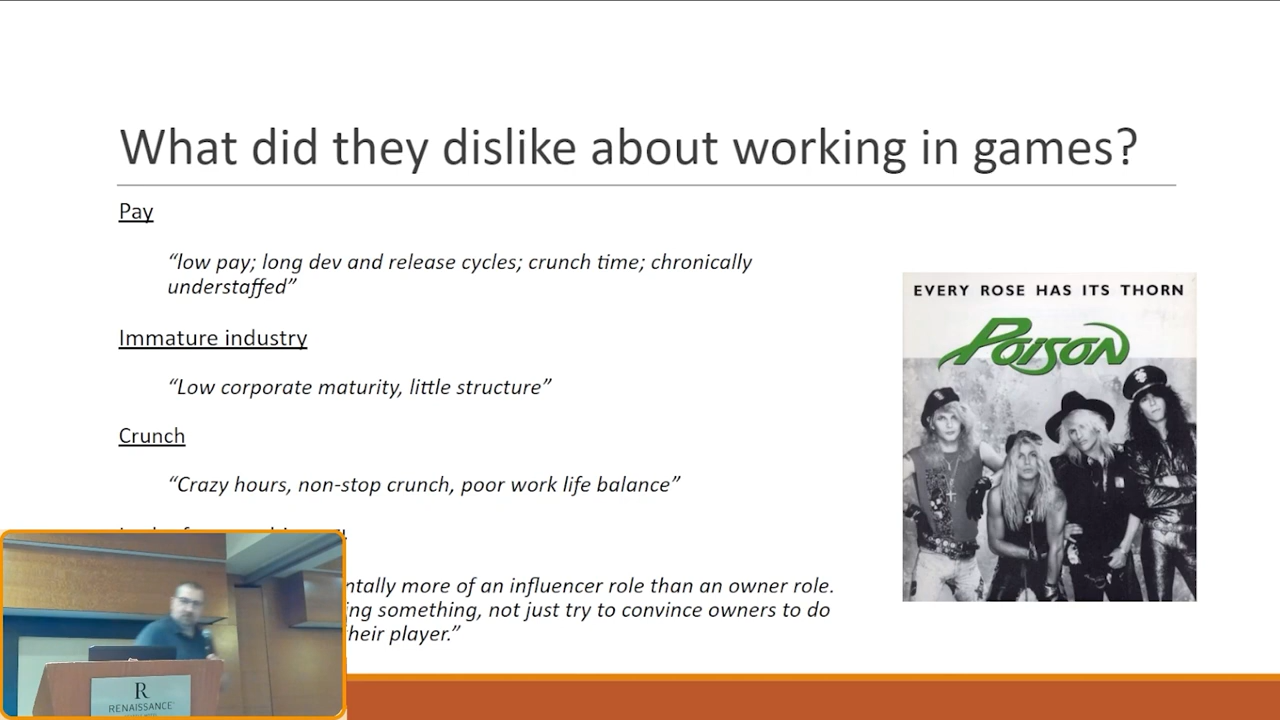 What did they dislike about working in games?
Pay
“low pay; long dev and release cycles; crunch time; chronically
understaffed”
Immature industry
“Low corporate maturity, little structure”
Crunch
“Crazy hours, non-stop crunch, poor work life balance”
more of an influencer role than an owner role.
something, not just try to convince owners to do
player.”
EVERY ROSE HAS ITS THORN
POISON
R
RENAISSANCE